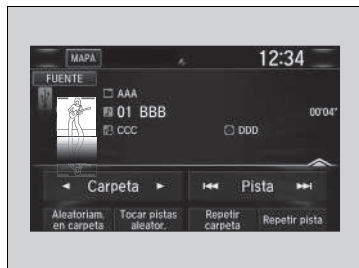 MAPA
12:34
FUENTE
AAA
01 BBB
00'04"
CCC
DDD
Carpeta
Pista
Aleatoriam. en carpeta
Tocar pistas aleator.
Repetir carpeta
Repetir pista